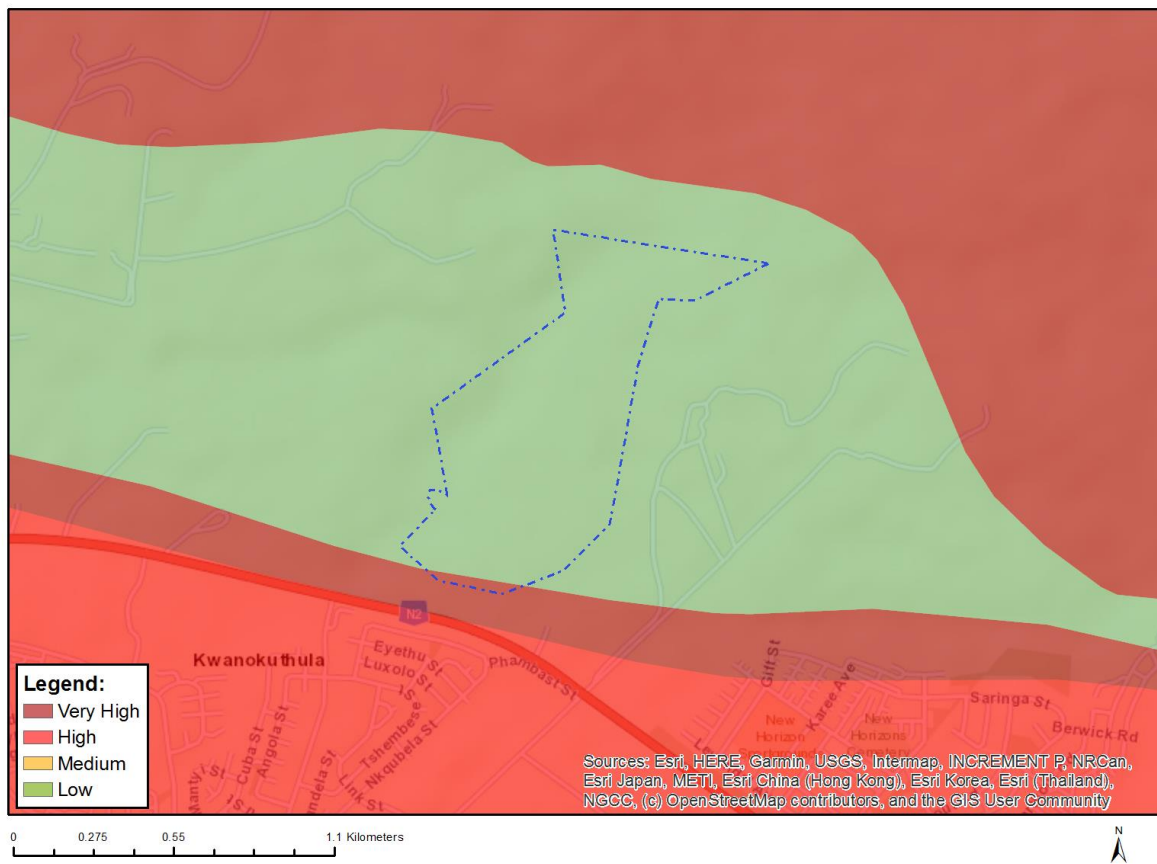 N2
Kwanokuthula
Eyethu St
Luxolo St
Phambast St
Tshembese St
Nkqubela St
Cuba St
Angola St
Link St
Gift St
Karee Ave
Saringa St
Berwick Rd
New
Horizon
New
Horizons
Cemetery
Legend:
Very High
High
Medium
Low
Sources: Esri, HERE, Garmin, USGS, Intermap, INCREMENT P, NRCan,
Esri Japan, METI, Esri China (Hong Kong), Esri Korea, Esri (Thailand),
NGCC, (c) OpenStreetMap contributors, and the GIS User Community
0 0.275 0.55 1.1 Kilometers
N